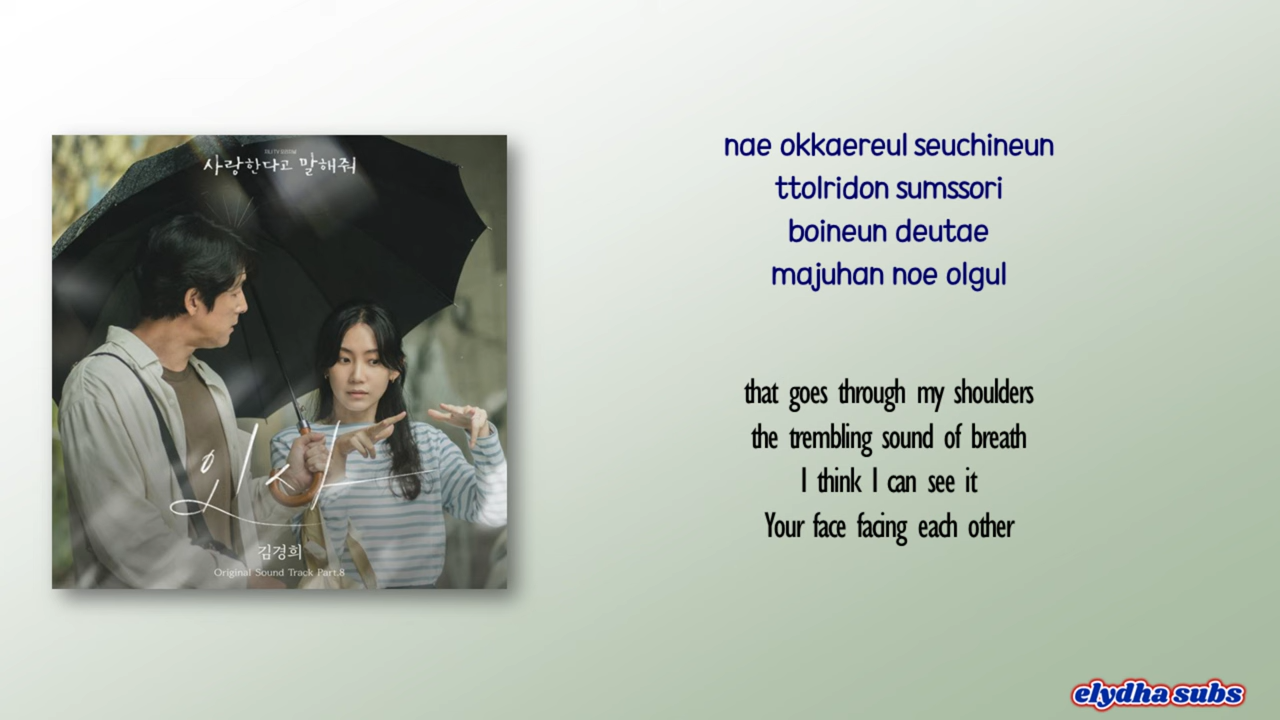 사랑한다고 말해줘
인사
김경희
Original Sound Track Part.8
nae okkaereul seuchineun
ttolridon sumssori
boineun deutae
majuhan noe olgul
that goes through my shoulders
the trembling sound of breath
I think I can see it
Your face facing each other
elydha subs